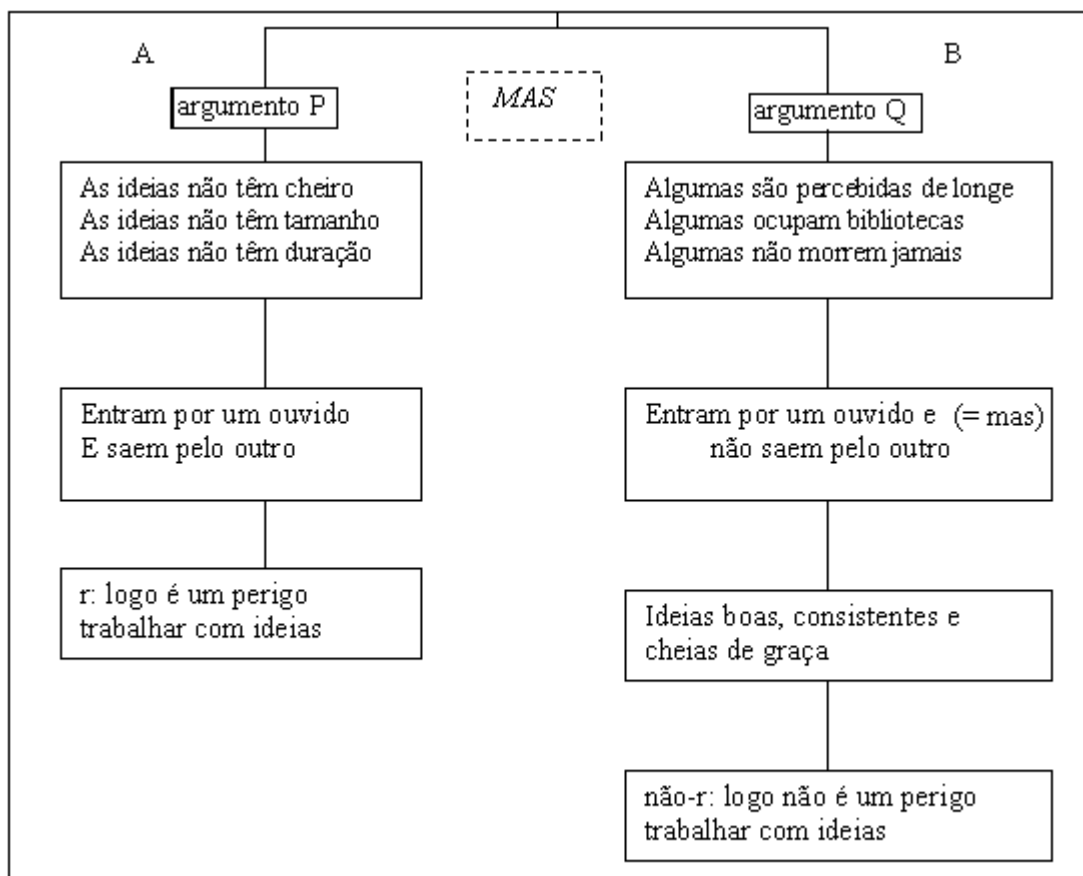 A
B
MAS
argumento P
argumento Q
As ideias não têm cheiro
As ideias não têm tamanho
As ideias não têm duração
Algumas são percebidas de longe
Algumas ocupam bibliotecas
Algumas não morrem jamais
Entram por um ouvido
E saem pelo outro
Entram por um ouvido e (= mas)
não saem pelo outro
r: logo é um perigo
trabalhar com ideias
Ideias boas, consistentes e
cheias de graça
não-r: logo não é um perigo
trabalhar com ideias